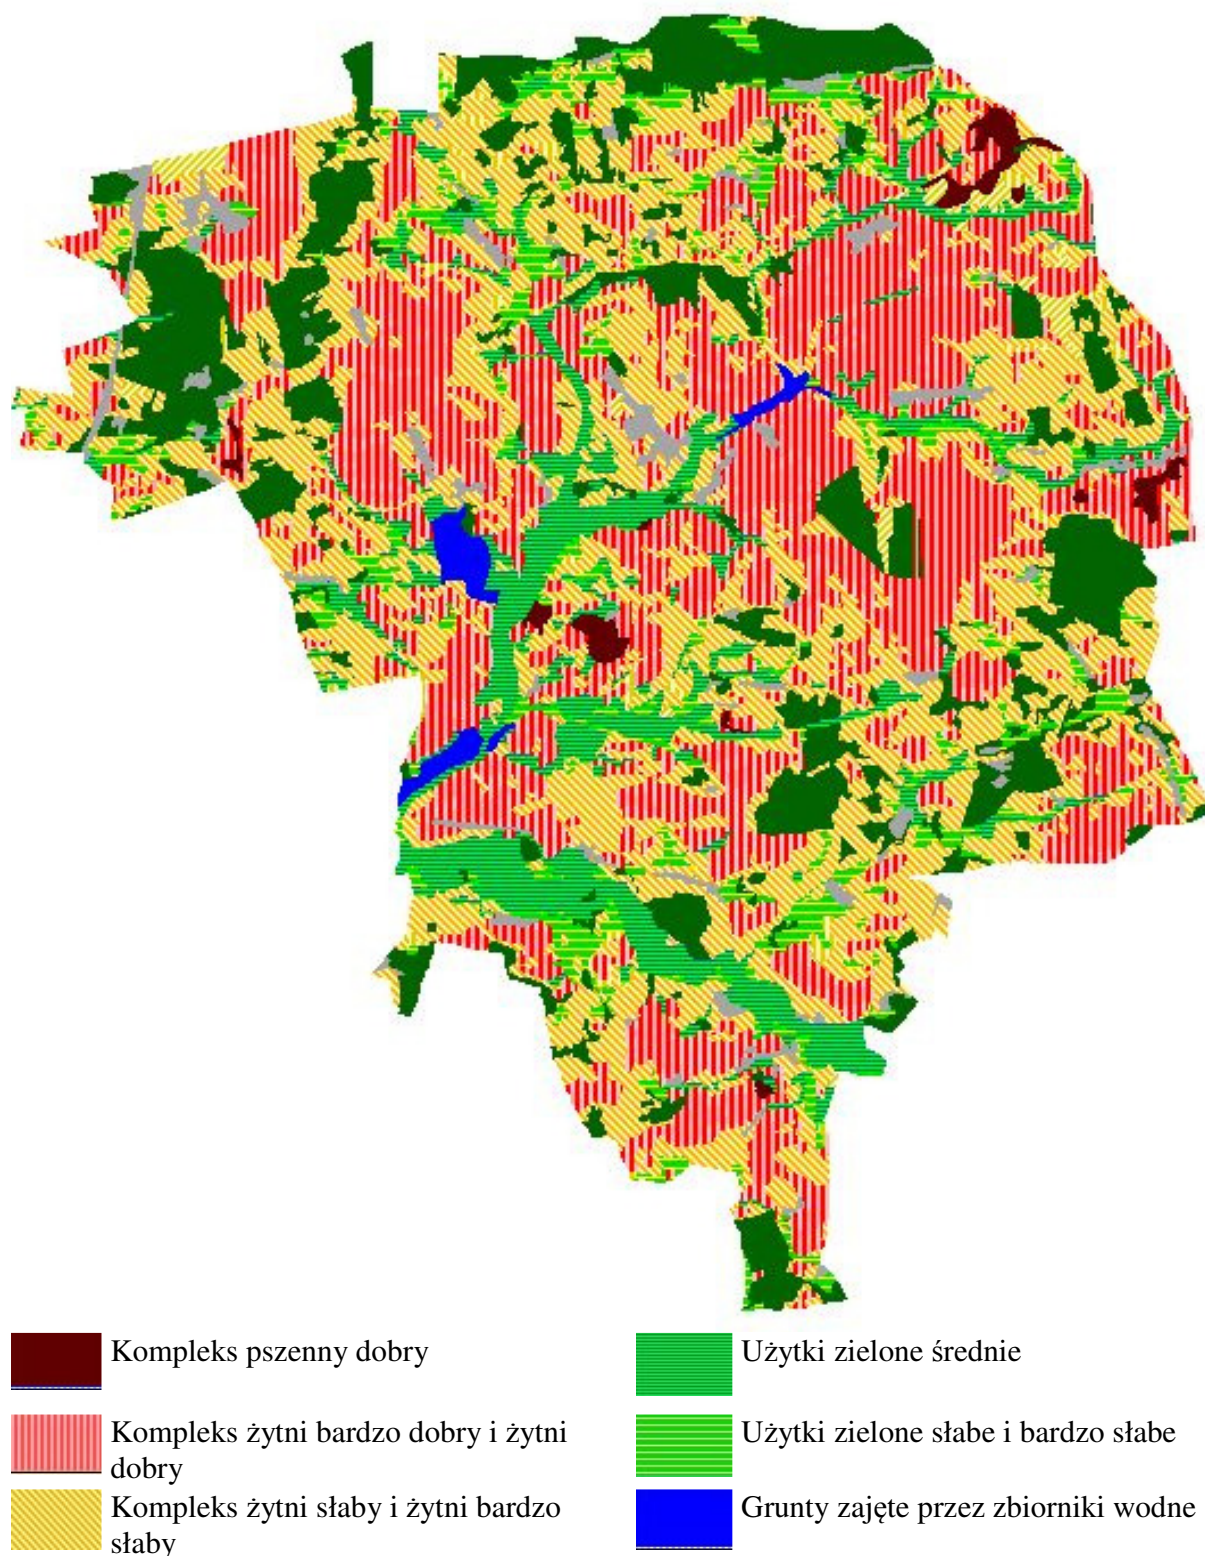 Kompleks pszenny dobry
Kompleks żytni bardzo dobry i żytni
dobry
Kompleks żytni słaby i żytni bardzo
słaby
Użytki zielone średnie
Użytki zielone słabe i bardzo słabe
Grunty zajęte przez zbiorniki wodne